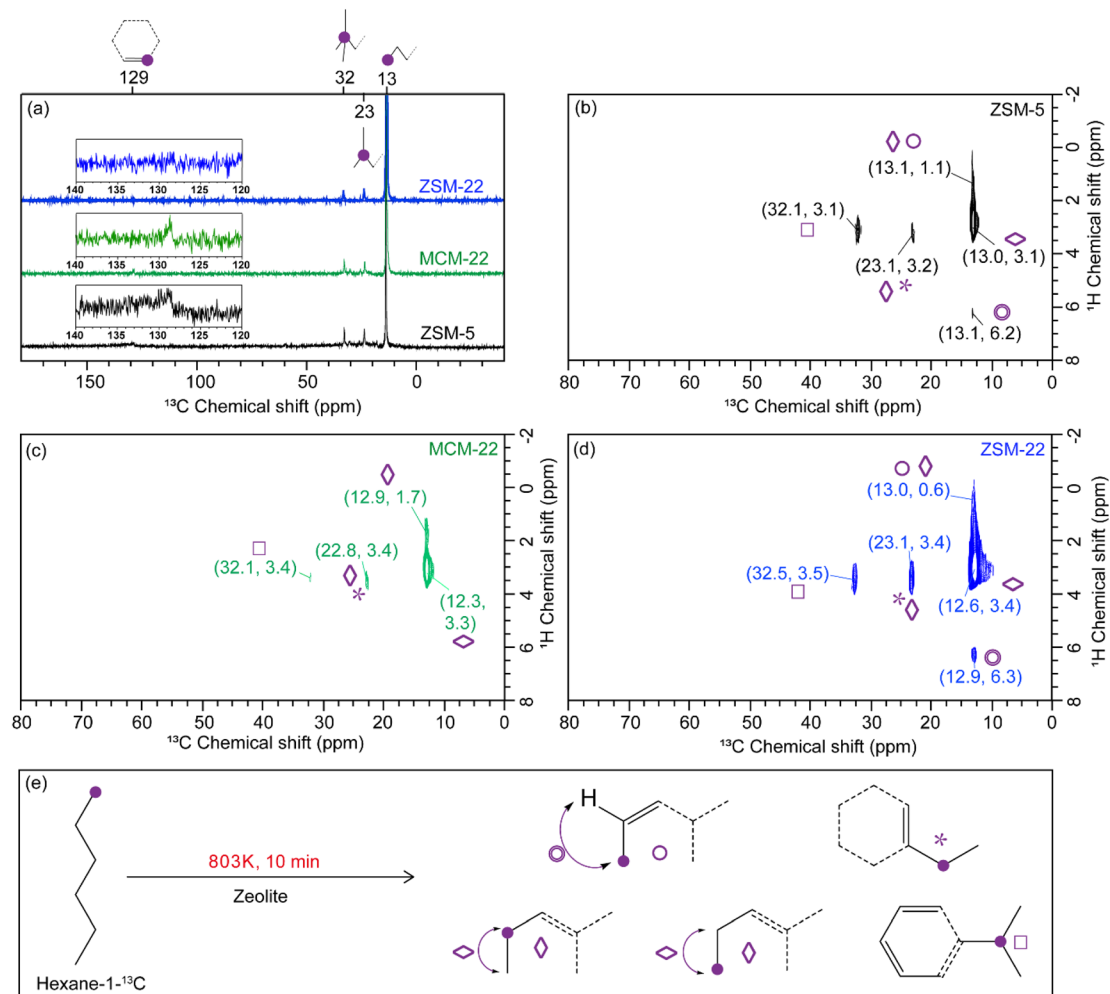 129
32
13
23
(a)
140 135 130 125 120
ZSM-22
140 135 130 125 120
MCM-22
140 135 130 125 120
ZSM-5
150 100 50 0
¹³C Chemical shift (ppm)
(b)
ZSM-5
(13.1, 1.1)
(32.1, 3.1)
(13.0, 3.1)
(23.1, 3.2)
*
(13.1, 6.2)
-2
0
2
4
6
8
¹H Chemical shift (ppm)
80 70 60 50 40 30 20 10 0
¹³C Chemical shift (ppm)
(c)
MCM-22
(12.9, 1.7)
(22.8, 3.4)
(32.1, 3.4)
*
(12.3,
3.3)
-2
0
2
4
6
8
¹H Chemical shift (ppm)
80 70 60 50 40 30 20 10 0
¹³C Chemical shift (ppm)
(d)
ZSM-22
(13.0, 0.6)
(23.1, 3.4)
(32.5, 3.5)
*
(12.6, 3.4)
(12.9, 6.3)
-2
0
2
4
6
8
¹H Chemical shift (ppm)
80 70 60 50 40 30 20 10 0
¹³C Chemical shift (ppm)
(e)
H
*
803K, 10 min
Zeolite
Hexane-1-¹³C